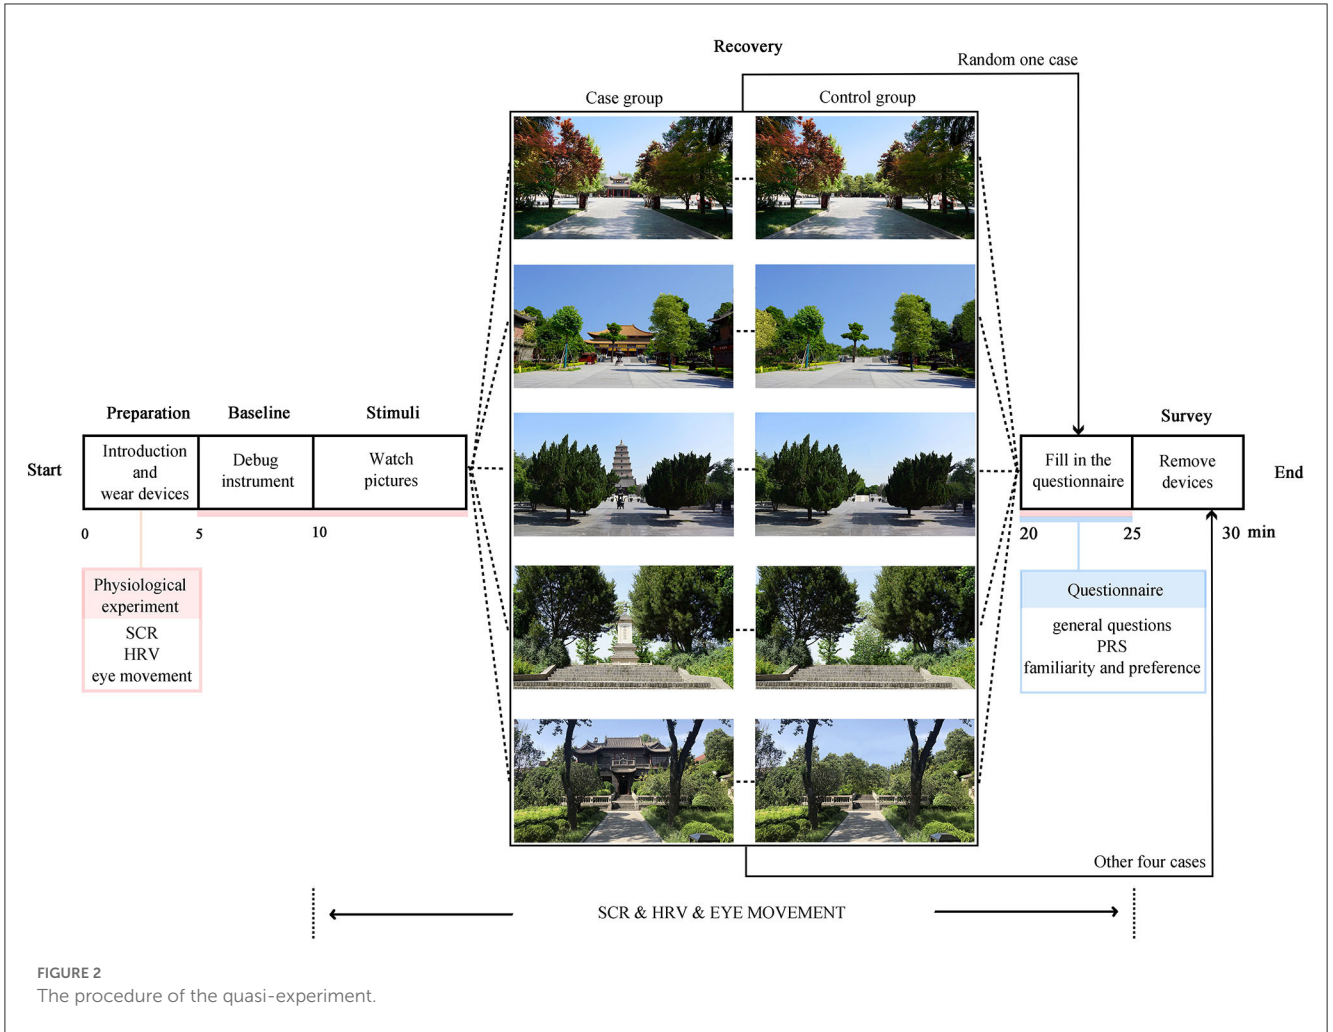 Recovery
Random one case
Case group
Control group
Preparation
Baseline
Stimuli
Survey
Start
Introduction
and
wear devices
Debug
instrument
Watch
pictures
Fill in the
questionnaire
Remove
devices
End
0
5
10
20
25
30 min
Physiological
experiment
SCR
HRV
eye movement
Questionnaire
general questions
PRS
familiarity and preference
Other four cases
SCR & HRV & EYE MOVEMENT
FIGURE 2
The procedure of the quasi-experiment.